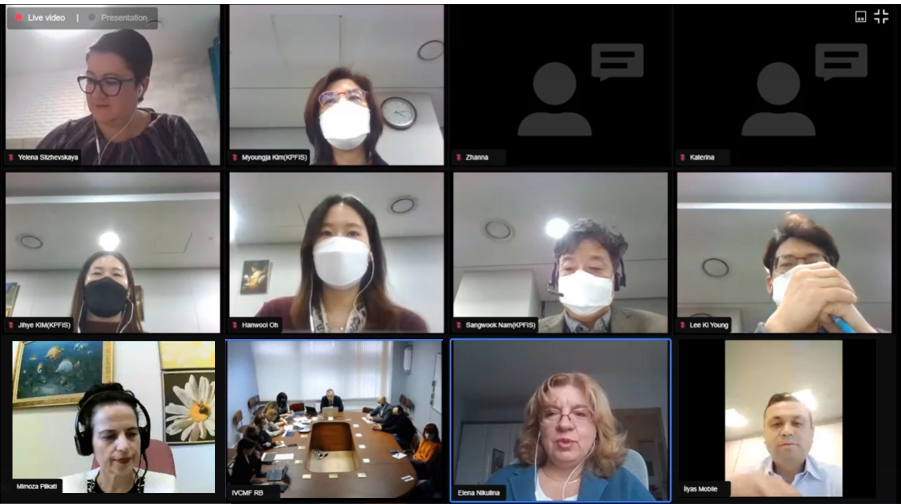 Live video | Presentation
Yelena Slizhevskaya
Myoungja Kim(KPFIS)
Zhanna
Katerina
Jihye KIM(KPFIS)
Hanwool Oh
Sangwook Nam(KPFIS)
Lee Ki Young
Mimoza Pilkati
IVCMF RB
Elena Nikulina
Ilyas Mobile